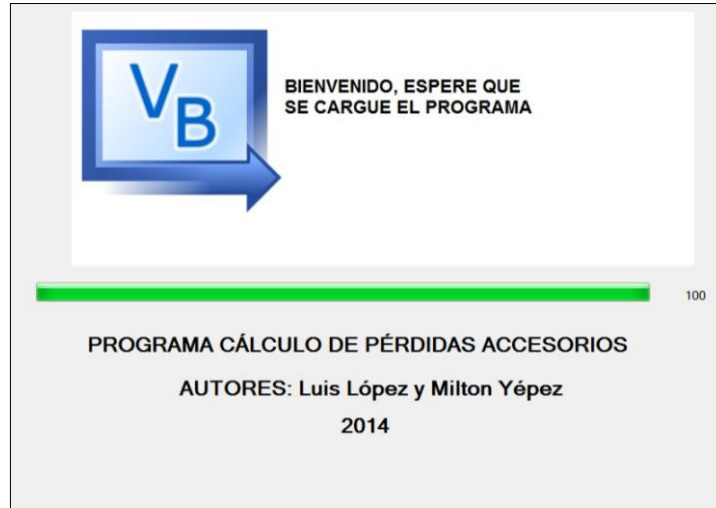 VB
BIENVENIDO, ESPERE QUE
SE CARGUE EL PROGRAMA
100
PROGRAMA CÁLCULO DE PÉRDIDAS ACCESORIOS
AUTORES: Luis López y Milton Yépez
2014